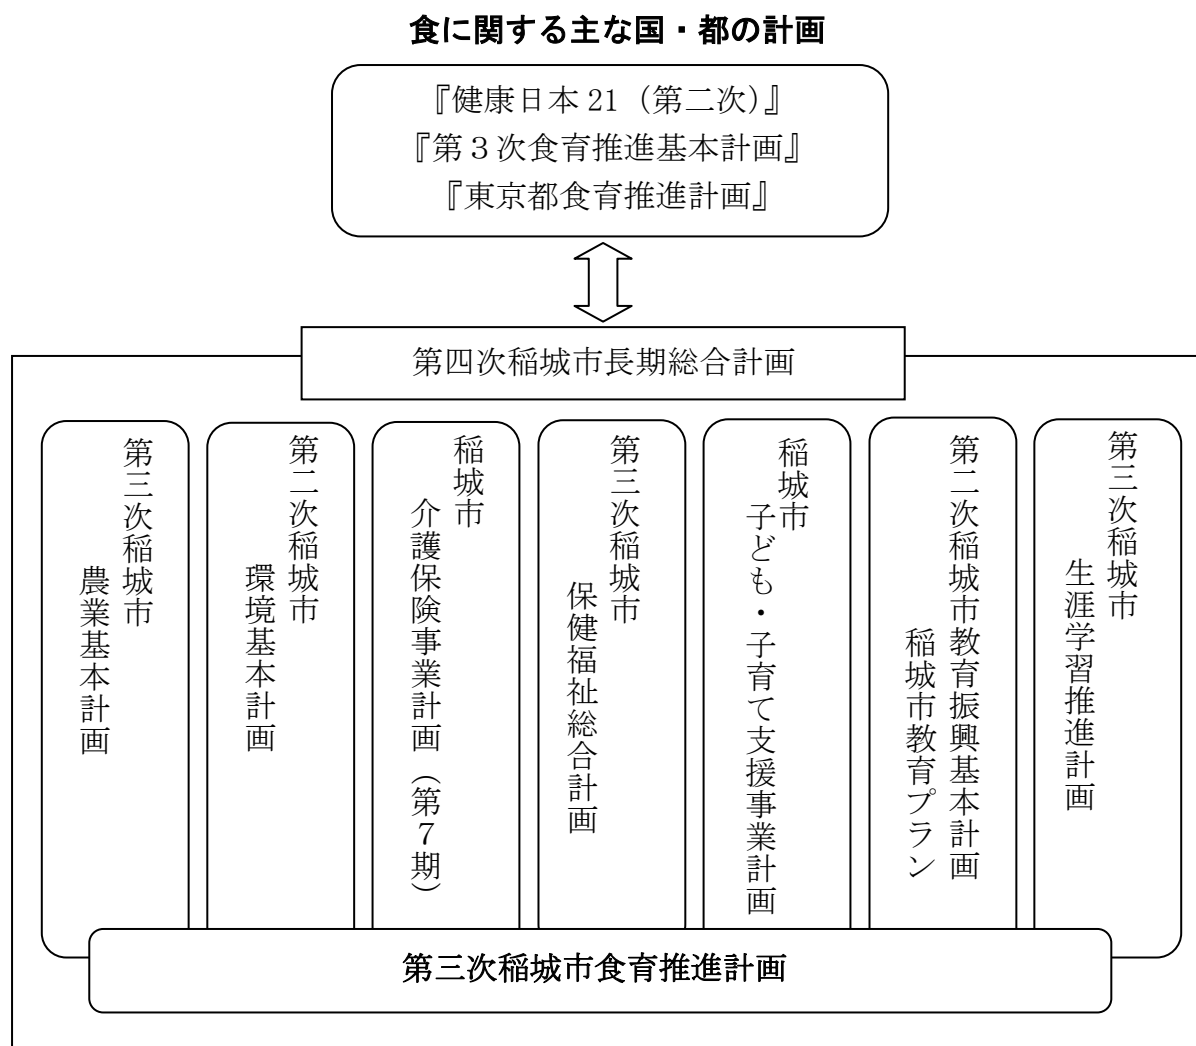 食に関する主な国・都の計画
『健康日本 21（第二次）』
『第３次食育推進基本計画』
『東京都食育推進計画』
第四次稲城市長期総合計画
第三次稲城市
生涯学習推進計画
第二次稲城市教育振興基本計画
稲城市教育プラン
稲城市
子ども・子育て支援事業計画
第三次稲城市
保健福祉総合計画
稲城市
介護保険事業計画（第７期）
第二次稲城市
環境基本計画
第三次稲城市
農業基本計画
第三次稲城市食育推進計画